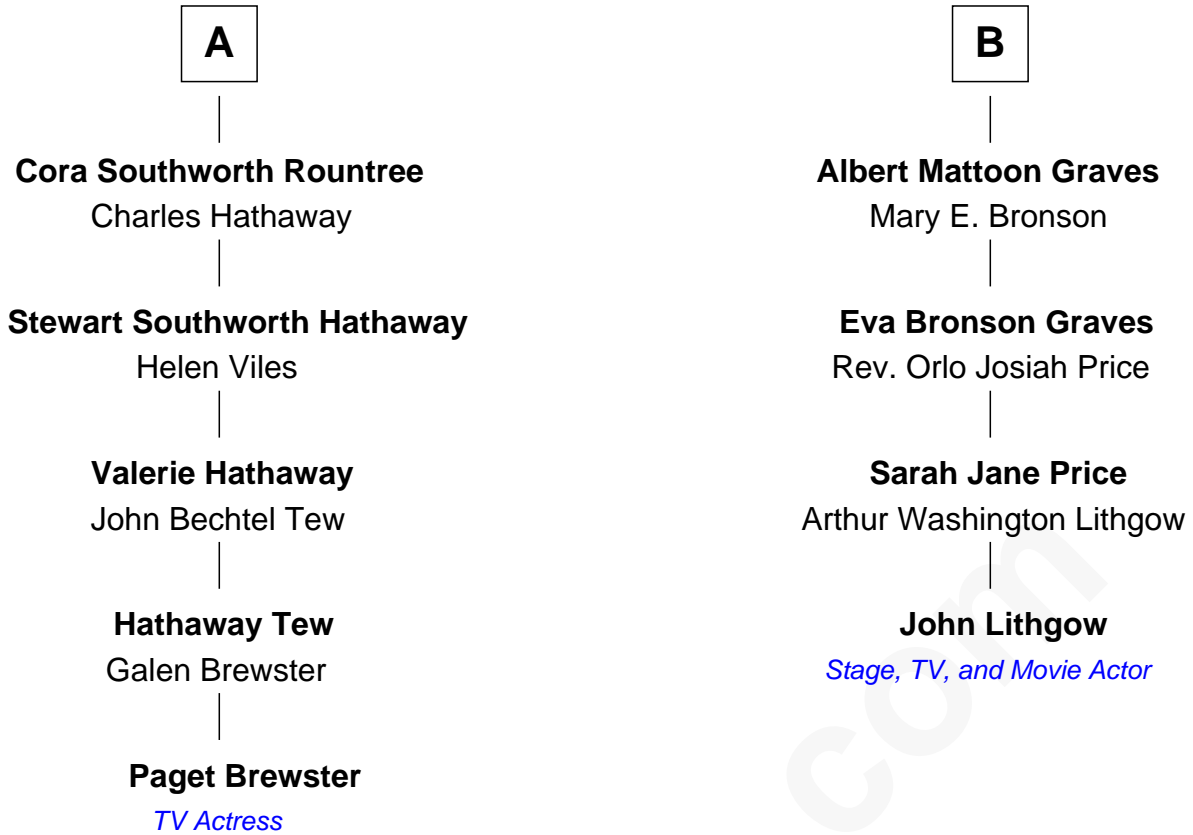 A
Cora Southworth Rountree
Charles Hathaway
Stewart Southworth Hathaway
Helen Viles
Valerie Hathaway
John Bechtel Tew
Hathaway Tew
Galen Brewster
Paget Brewster
TV Actress
B
Albert Mattoon Graves
Mary E. Bronson
Eva Bronson Graves
Rev. Orlo Josiah Price
Sarah Jane Price
Arthur Washington Lithgow
John Lithgow
Stage, TV, and Movie Actor
com